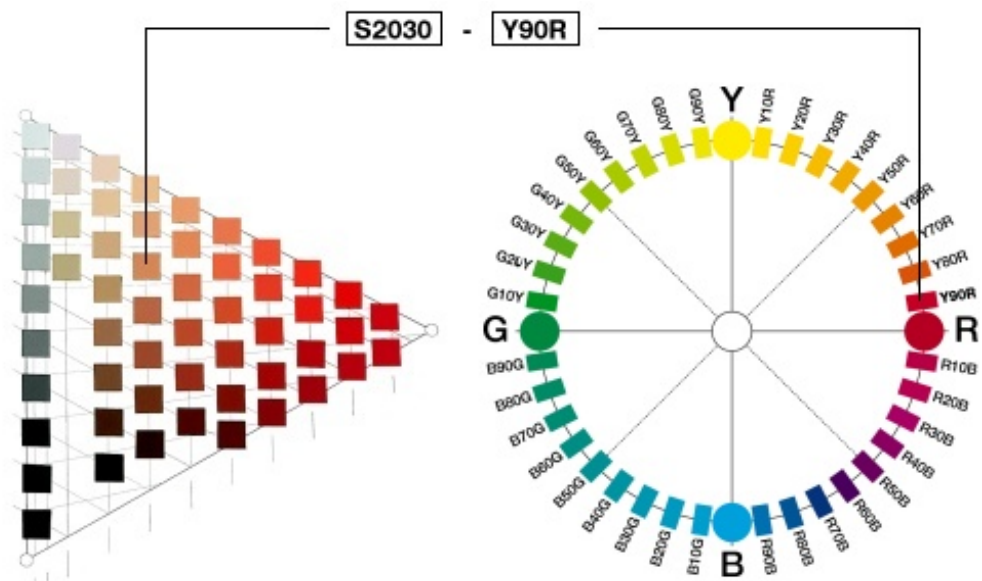 S2030 - Y90R
Y
Y10R
Y20R
Y30R
Y40R
Y50R
Y60R
Y70R
Y80R
Y90R
R
R10B
R20B
R30B
R40B
R50B
R60B
R70B
R80B
R90B
B
B10G
B20G
B30G
B40G
B50G
B60G
B70G
B80G
B90G
G
G10Y
G20Y
G30Y
G40Y
G50Y
G60Y
G70Y
G80Y
G90Y